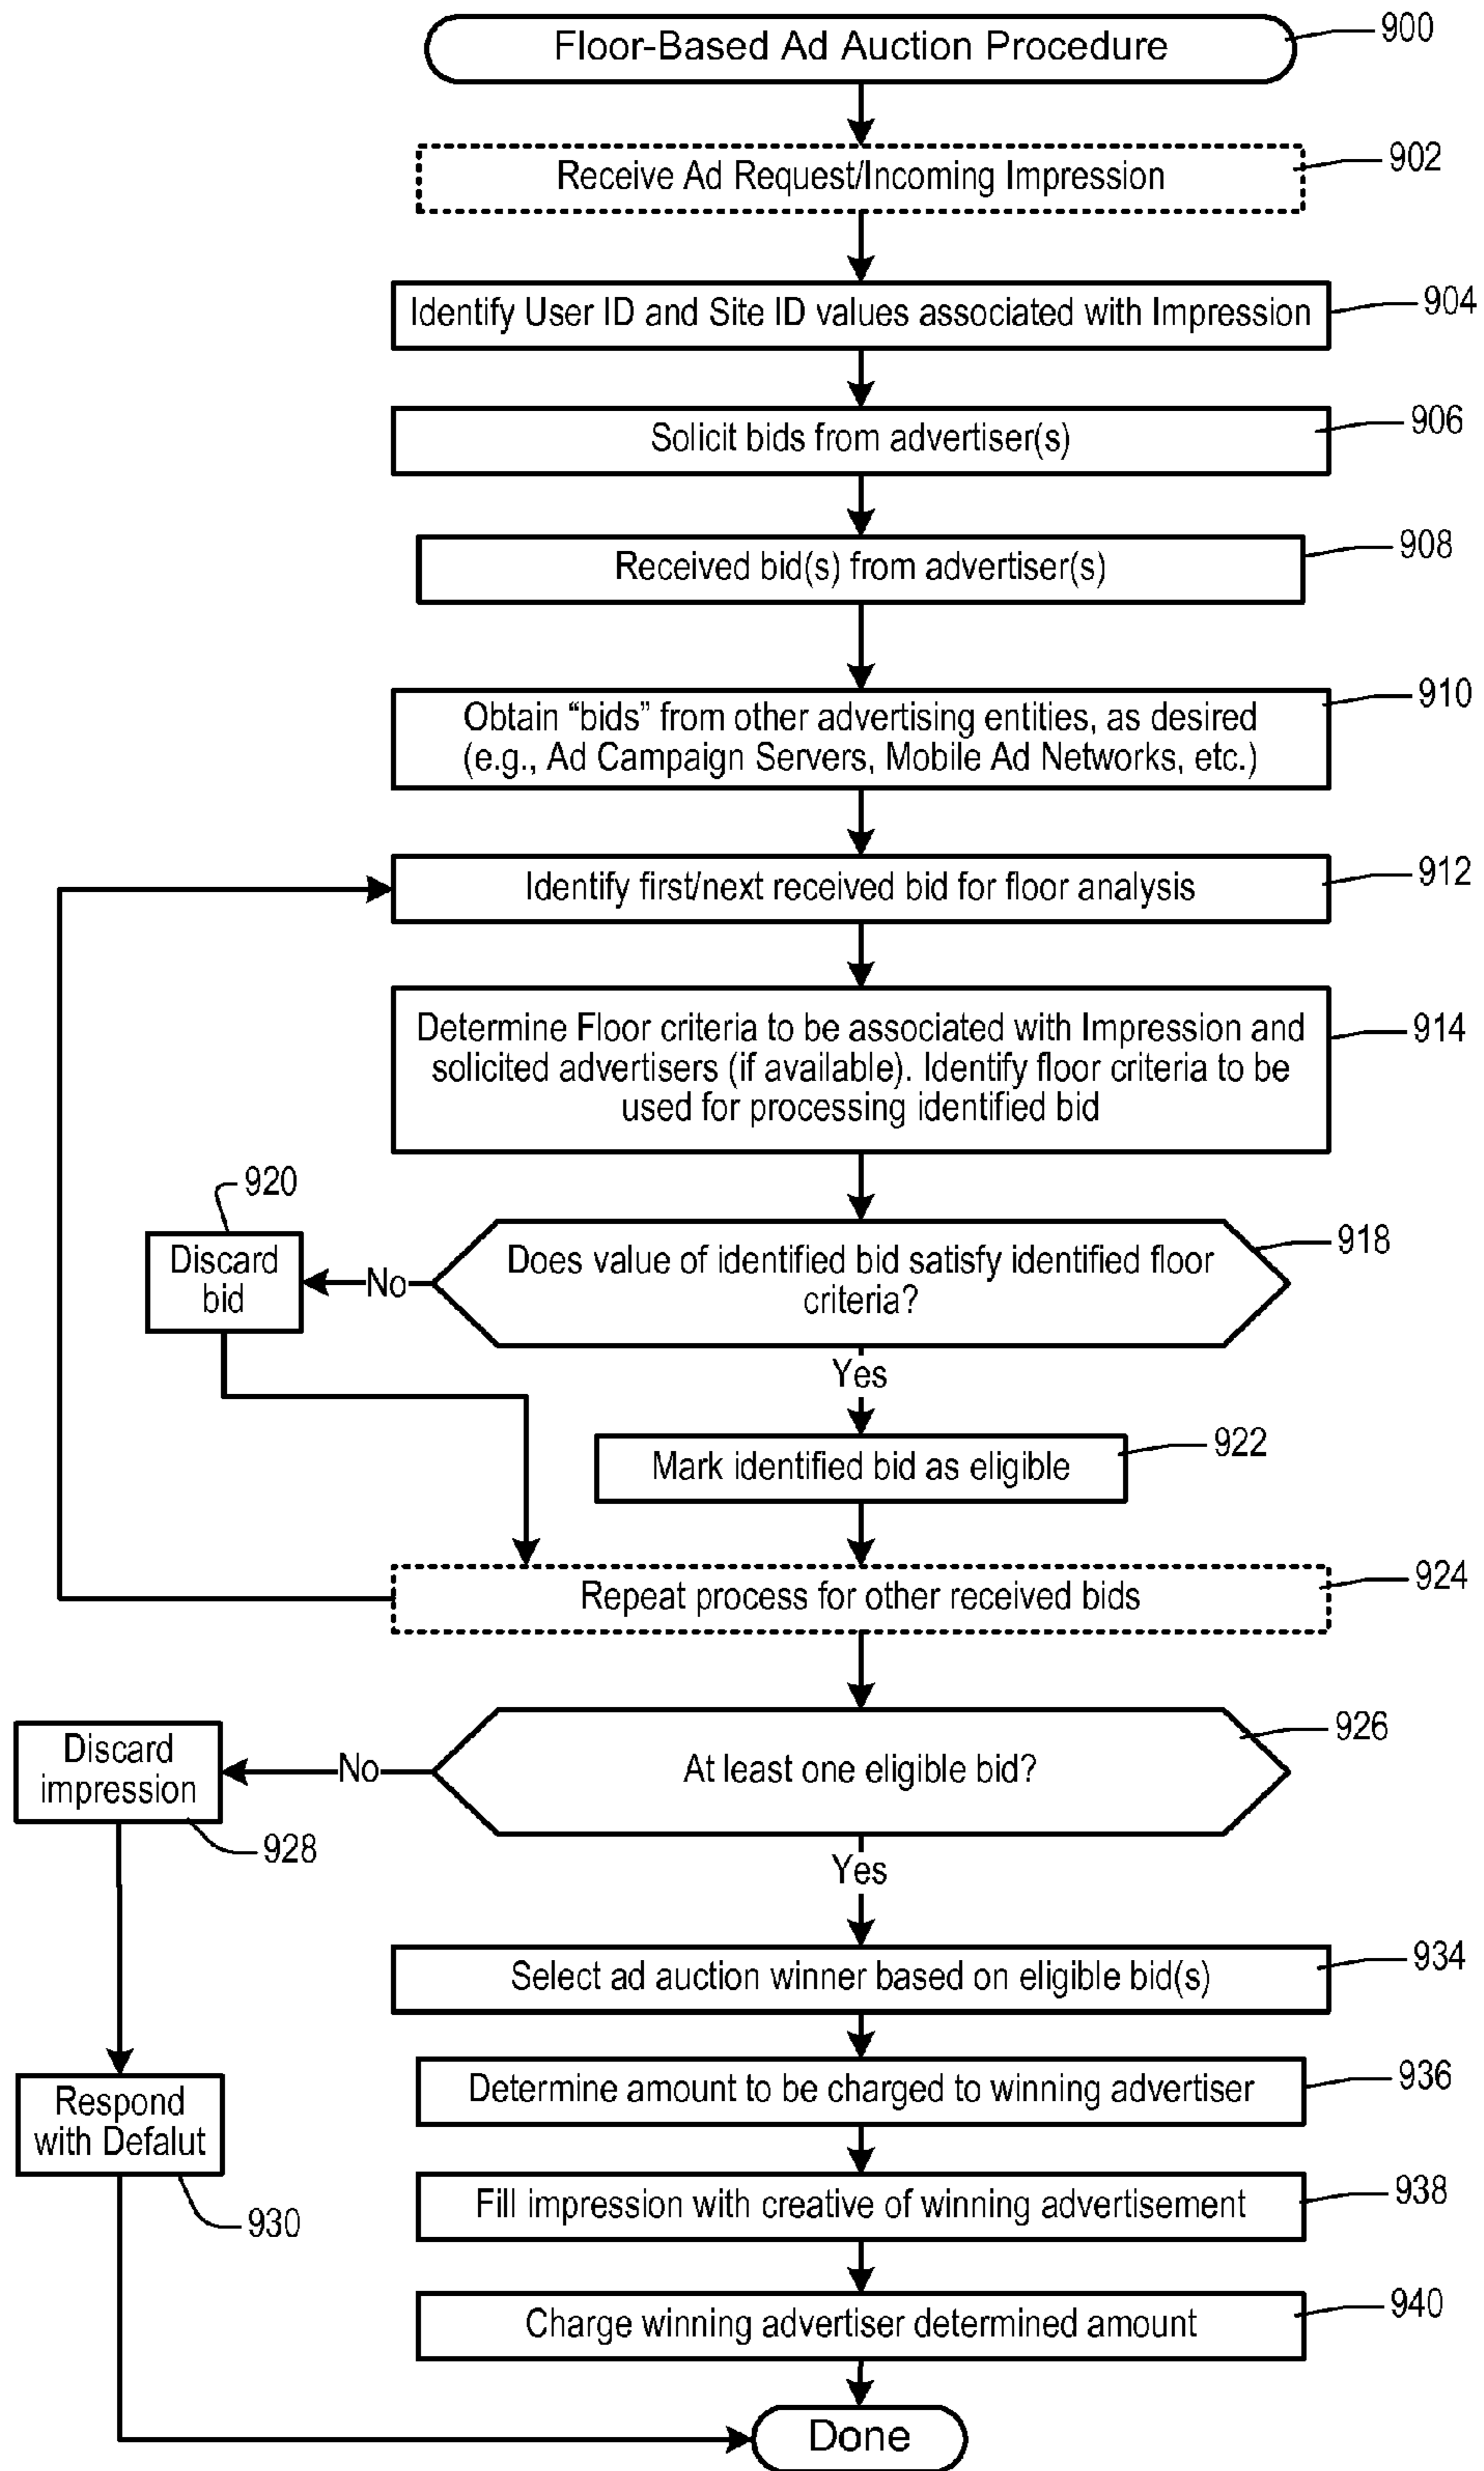 Floor-Based Ad Auction Procedure
900
Receive Ad Request/Incoming Impression
902
Identify User ID and Site ID values associated with Impression
904
Solicit bids from advertiser(s)
906
Received bid(s) from advertiser(s)
908
Obtain “bids” from other advertising entities, as desired
(e.g., Ad Campaign Servers, Mobile Ad Networks, etc.)
910
Identify first/next received bid for floor analysis
912
Determine Floor criteria to be associated with Impression and
solicited advertisers (if available). Identify floor criteria to be
used for processing identified bid
914
Does value of identified bid satisfy identified floor
criteria?
918
No
920
Discard
bid
Yes
Mark identified bid as eligible
922
Repeat process for other received bids
924
At least one eligible bid?
926
No
Discard
impression
928
Respond
with Defalut
930
Yes
Select ad auction winner based on eligible bid(s)
934
Determine amount to be charged to winning advertiser
936
Fill impression with creative of winning advertisement
938
Charge winning advertiser determined amount
940
Done